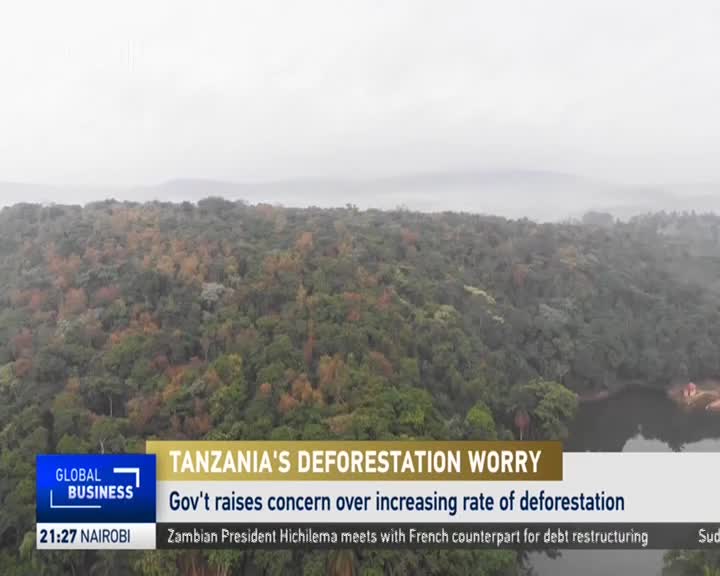 TANZANIA'S DEFORESTATION WORRY
GLOBAL
BUSINESS
Gov't raises concern over increasing rate of deforestation
21:27 NAIROBI
Zambian President Hichilema meets with French counterpart for debt restructuring
Sud